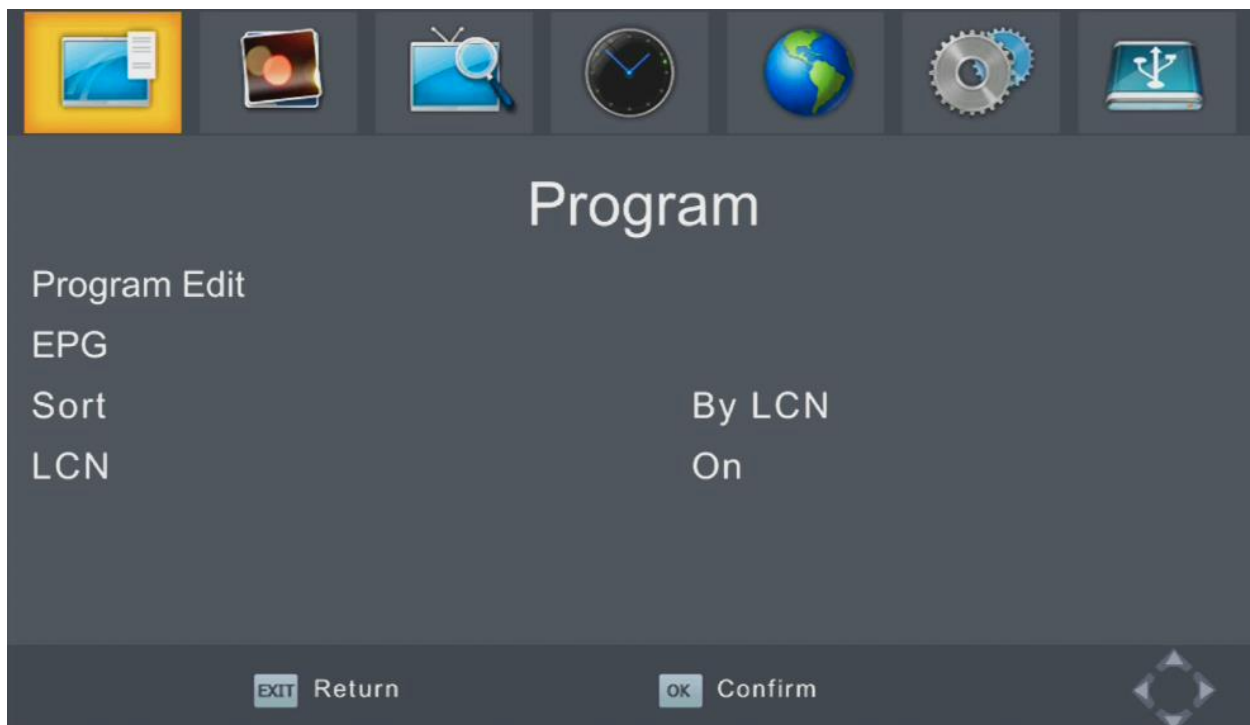 Program
Program Edit
EPG
Sort By LCN
LCN On
EXIT Return OK Confirm